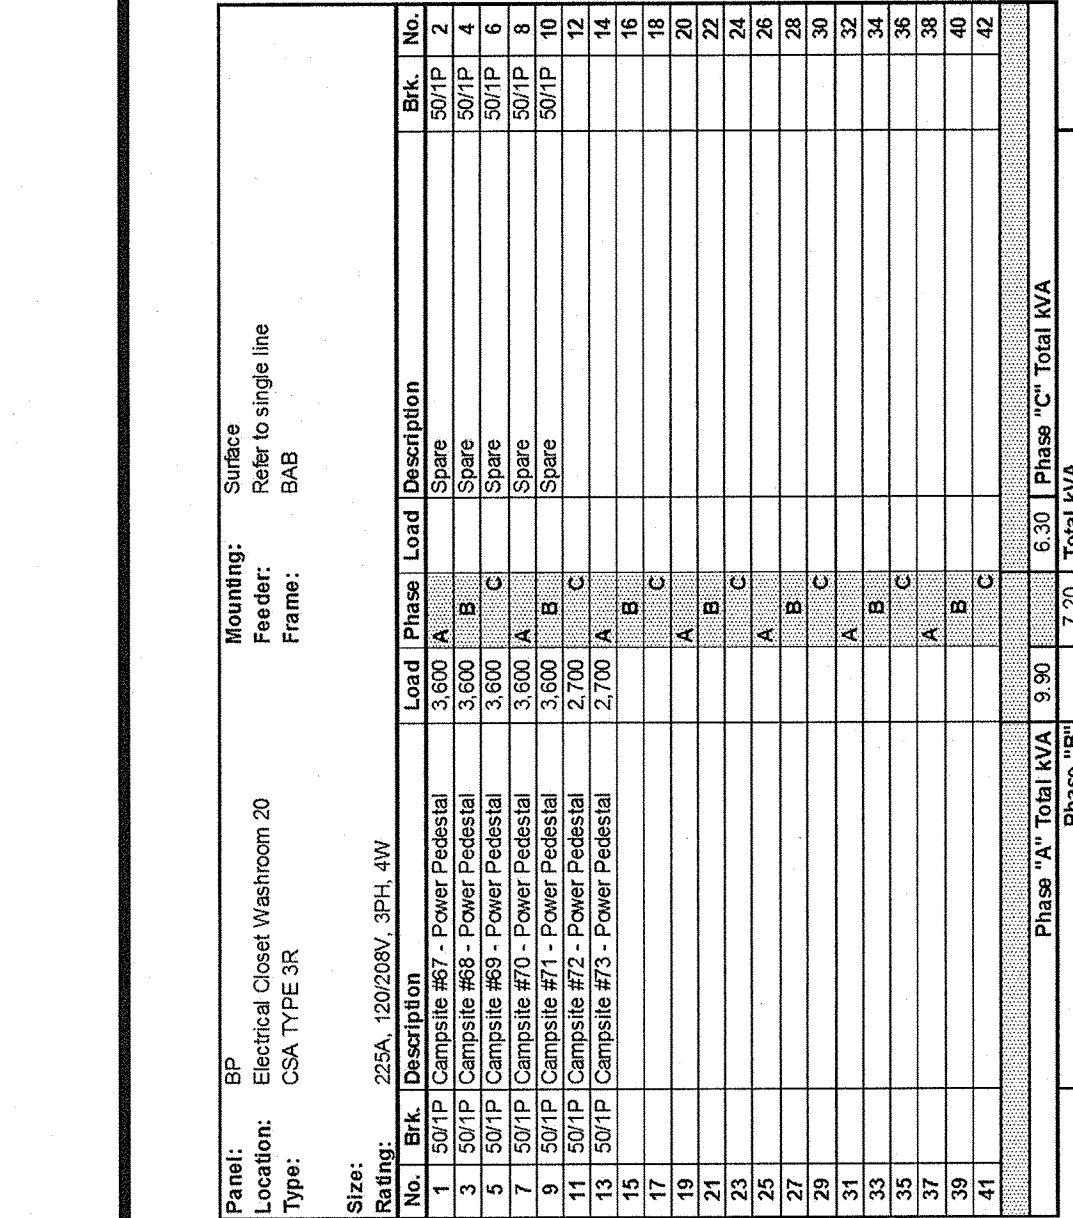 Panel: BP Mounting: Surface
Location: Electrical Closet Washroom 20 Feeder: Refer to single line
Type: CSA TYPE 3R Frame: BAB
Size:
Rating: 225A, 120/208V, 3PH, 4W
No. Brk. Description Load Phase Load Description Brk. No.
1 50/1P Campsite #67 - Power Pedestal 3,600 A Spare 50/1P 2
3 50/1P Campsite #68 - Power Pedestal 3,600 B Spare 50/1P 4
5 50/1P Campsite #69 - Power Pedestal 3,600 C Spare 50/1P 6
7 50/1P Campsite #70 - Power Pedestal 3,600 A Spare 50/1P 8
9 50/1P Campsite #71 - Power Pedestal 3,600 B Spare 50/1P 10
11 50/1P Campsite #72 - Power Pedestal 2,700 C 12
13 50/1P Campsite #73 - Power Pedestal 2,700 A 14
15 B 16
17 C 18
19 A 20
21 B 22
23 C 24
25 A 26
27 B 28
29 C 30
31 A 32
33 B 34
35 C 36
37 A 38
39 B 40
41 C 42
Phase "A" Total kVA 9.90 6.30 Phase "C" Total kVA
Phase "B" 7.20 Total kVA